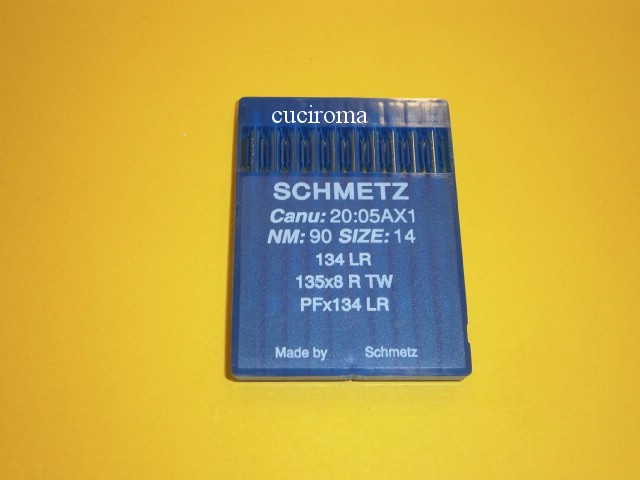 cuciroma
SCHMETZ
Canu: 20:05AX1
NM: 90 SIZE: 14
134 LR
135x8 R TW
PFx134 LR
Made by Schmetz